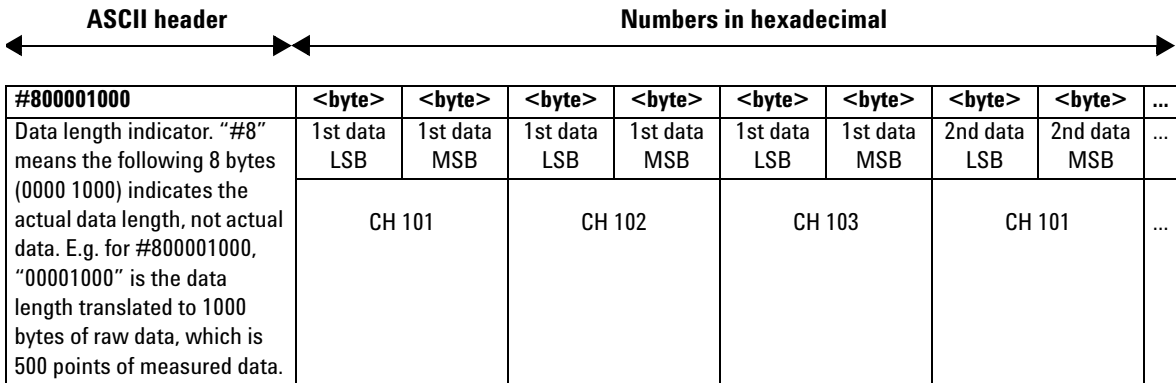 ASCII header Numbers in hexadecimal
#800001000 <byte> <byte> <byte> <byte> <byte> <byte> <byte> <byte> ...
Data length indicator. “#8”
means the following 8 bytes
(0000 1000) indicates the
actual data length, not actual
data. E.g. for #800001000,
“00001000” is the data
length translated to 1000
bytes of raw data, which is
500 points of measured data.
1st data 1st data 1st data 1st data 1st data 1st data 2nd data 2nd data ...
LSB MSB LSB MSB LSB MSB LSB MSB
CH 101 CH 102 CH 103 CH 101 ...